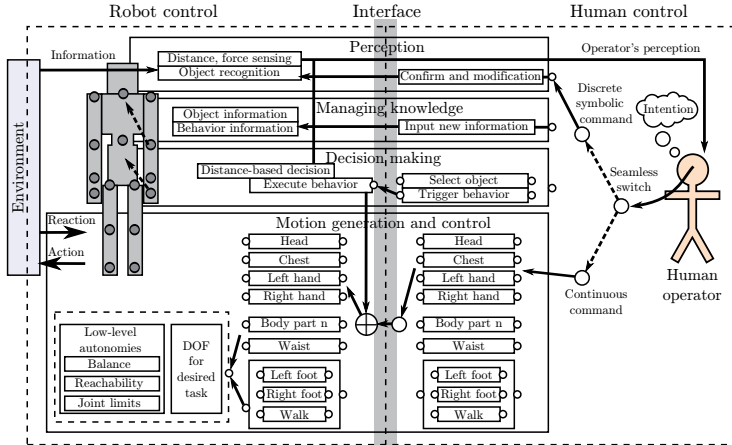 Robot control
Interface
Human control
Perception
Information
Distance, force sensing
Object recognition
Confirm and modification
Operator's perception
Managing knowledge
Object information
Behavior information
Input new information
Discrete
symbolic
command
Intention
Decision making
Distance-based decision
Execute behavior
Select object
Trigger behavior
Seamless
switch
Environment
Reaction
Action
Motion generation and control
Head
Chest
Left hand
Right hand
Body part n
Waist
Left foot
Right foot
Walk
Head
Chest
Left hand
Right hand
Body part n
Waist
Left foot
Right foot
Walk
Continuous
command
Human
operator
Low-level
autonomies
Balance
Reachability
Joint limits
DOF
for
desired
task